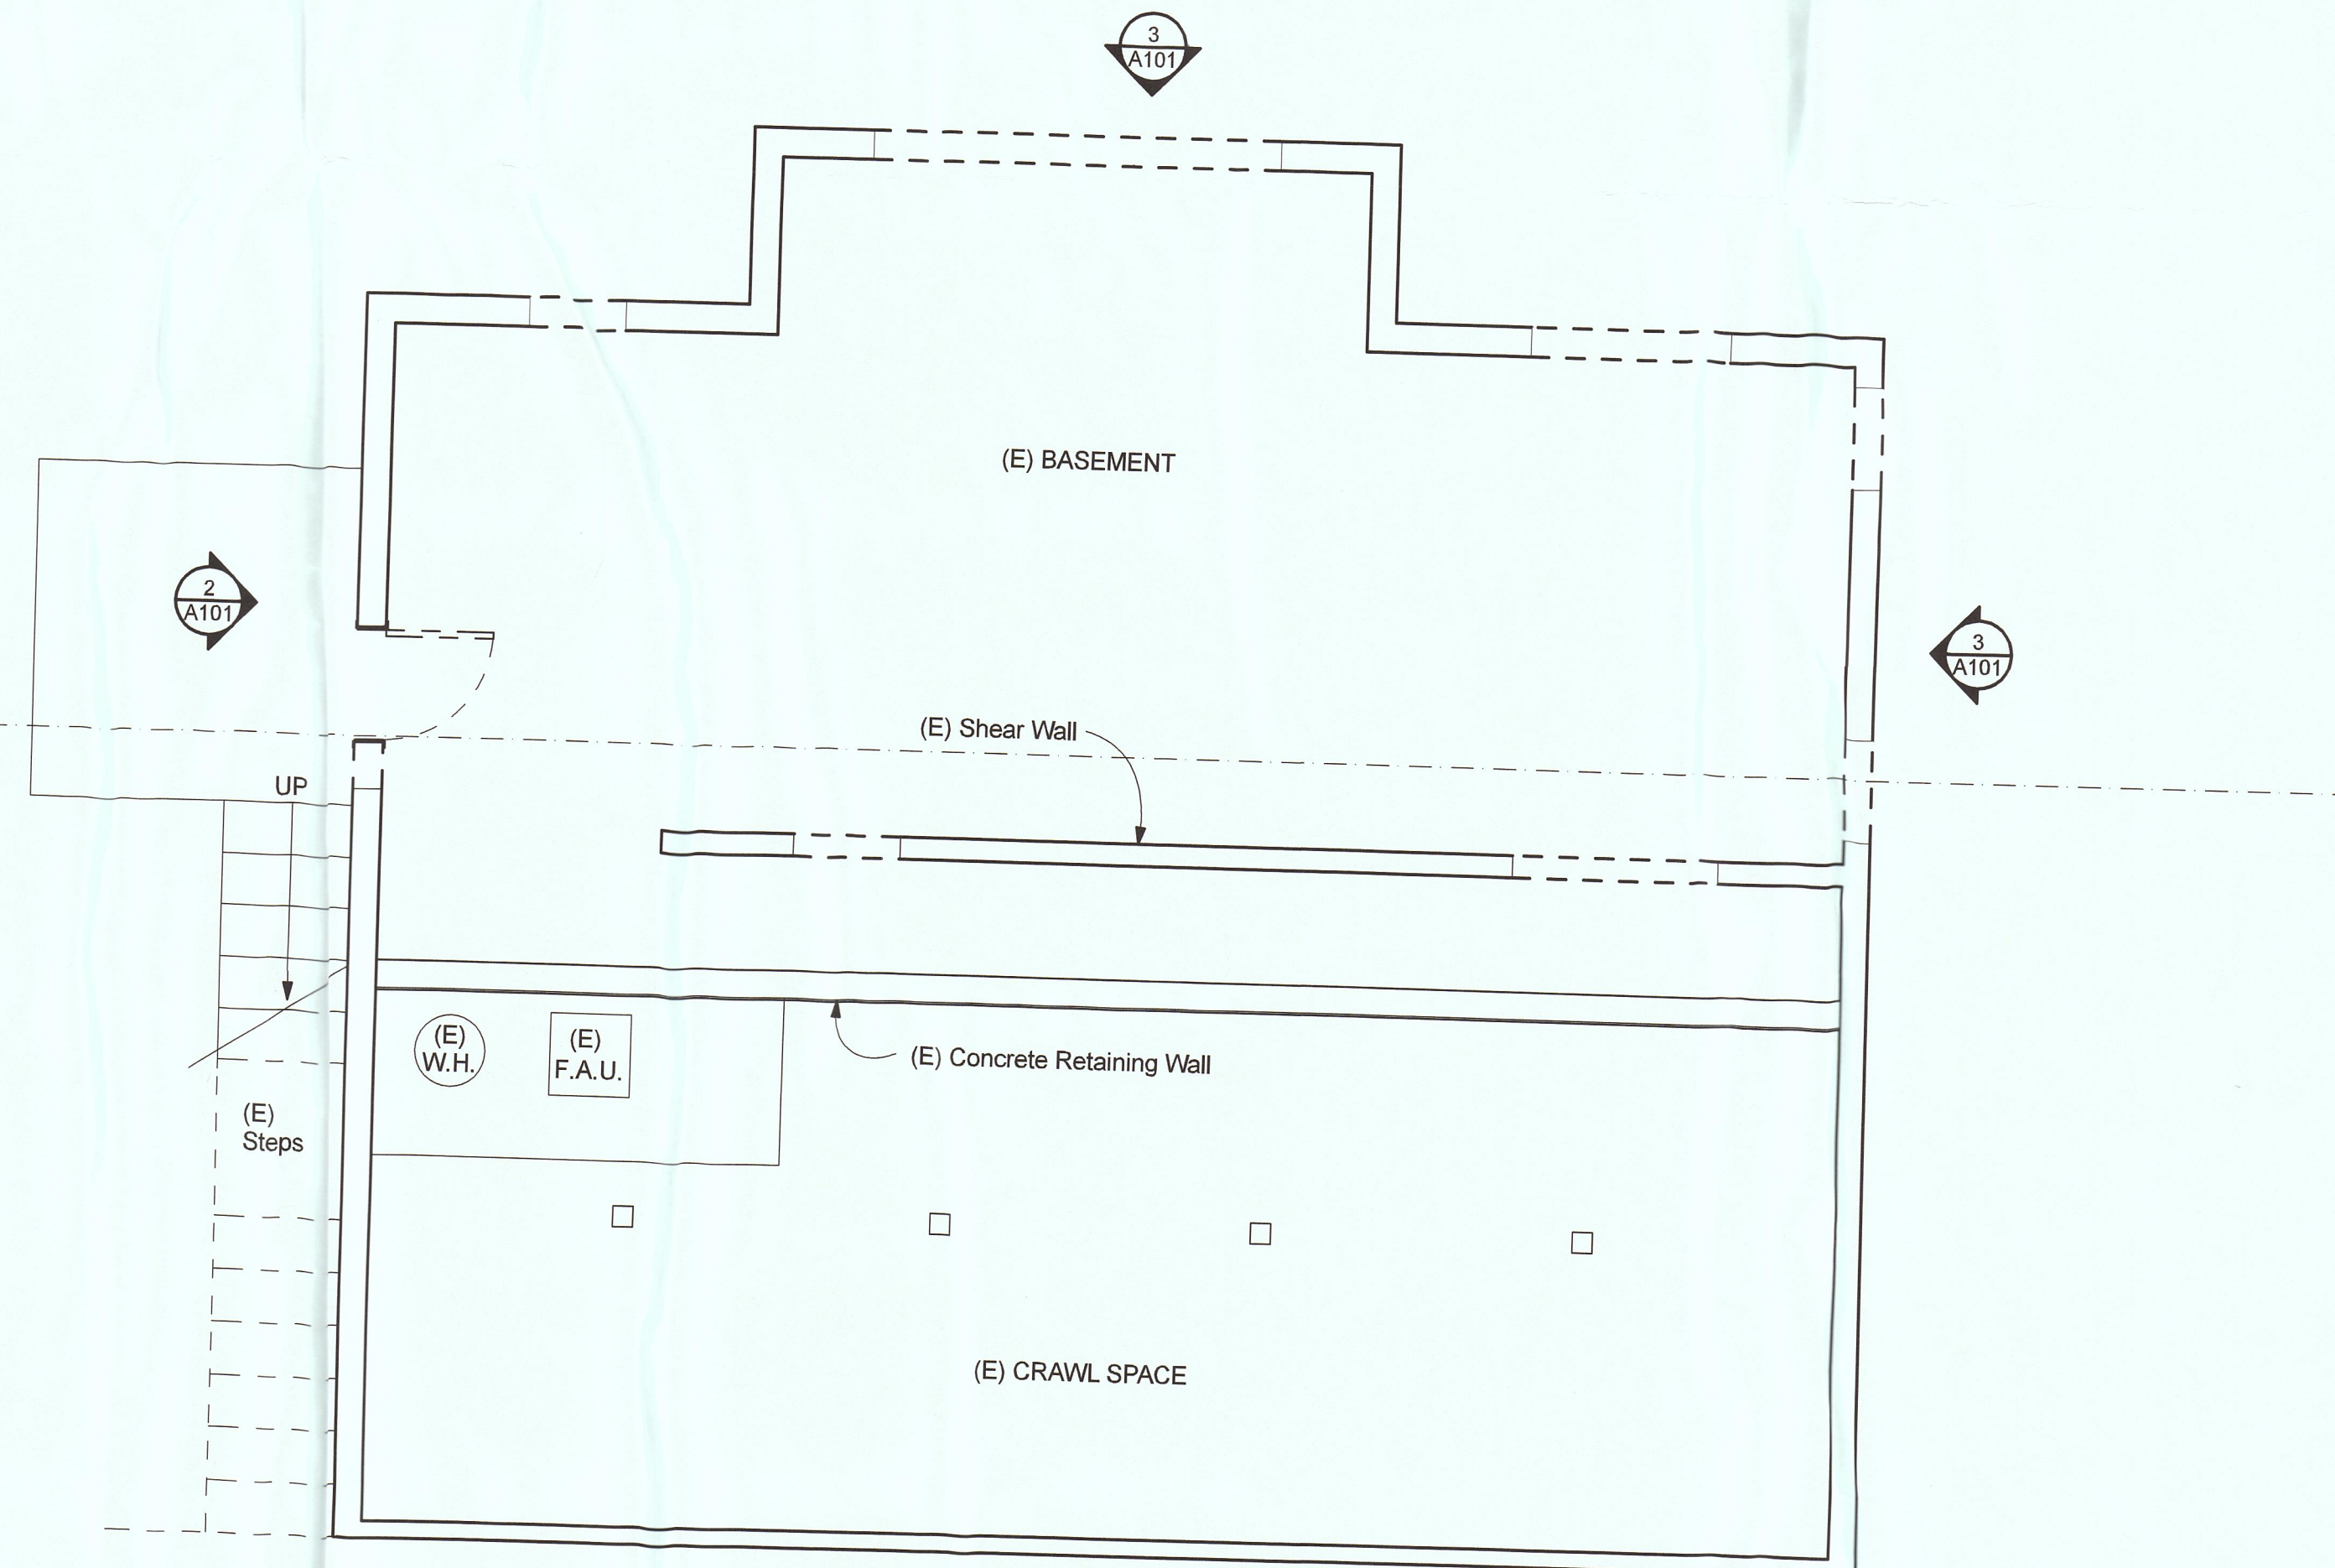 3
A101
(E) BASEMENT
2
A101
3
A101
(E) Shear Wall
UP
(E)
W.H.
(E)
F.A.U.
(E) Concrete Retaining Wall
(E)
Steps
(E) CRAWL SPACE